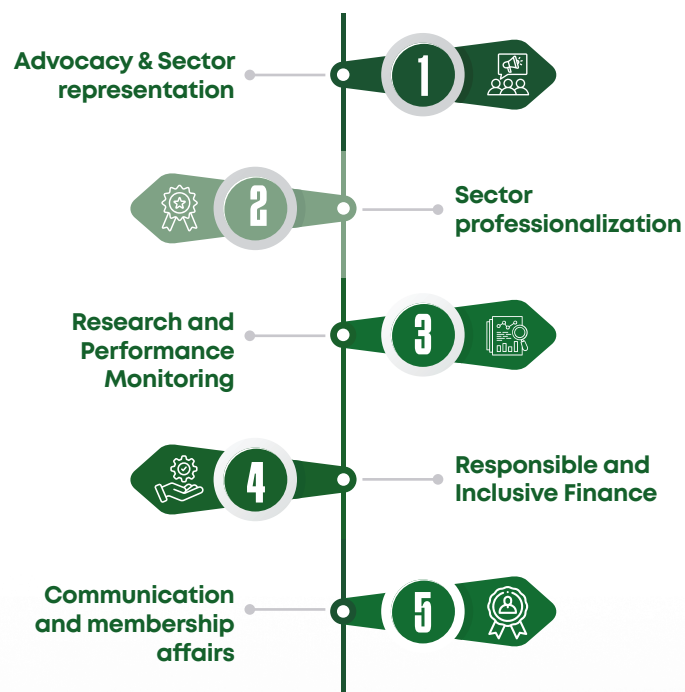 Advocacy & Sector
representation
1
2
Sector
professionalization
Research and
Performance
Monitoring
3
4
Responsible and
Inclusive Finance
Communication
and membership
affairs
5